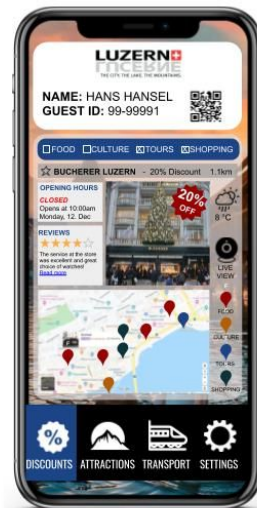 LUZERN
LUCERNE
THE CITY. THE LAKE. THE MOUNTAINS.
NAME: HANS HANSEL
GUEST ID: 99-99991
FOOD CULTURE TOURS SHOPPING
BUCHERER LUZERN - 20% Discount 1.1km
OPENING HOURS
CLOSED
Opens at 10:00am
Monday, 12. Dec
REVIEWS
The service at the store
was excellent and great
choice of watched
Read more
20%
OFF
8 °C
LIVE
VIEW
FOOD
CULTURE
TOURS
SHOPPING
DISCOUNTS ATTRACTIONS TRANSPORT SETTINGS